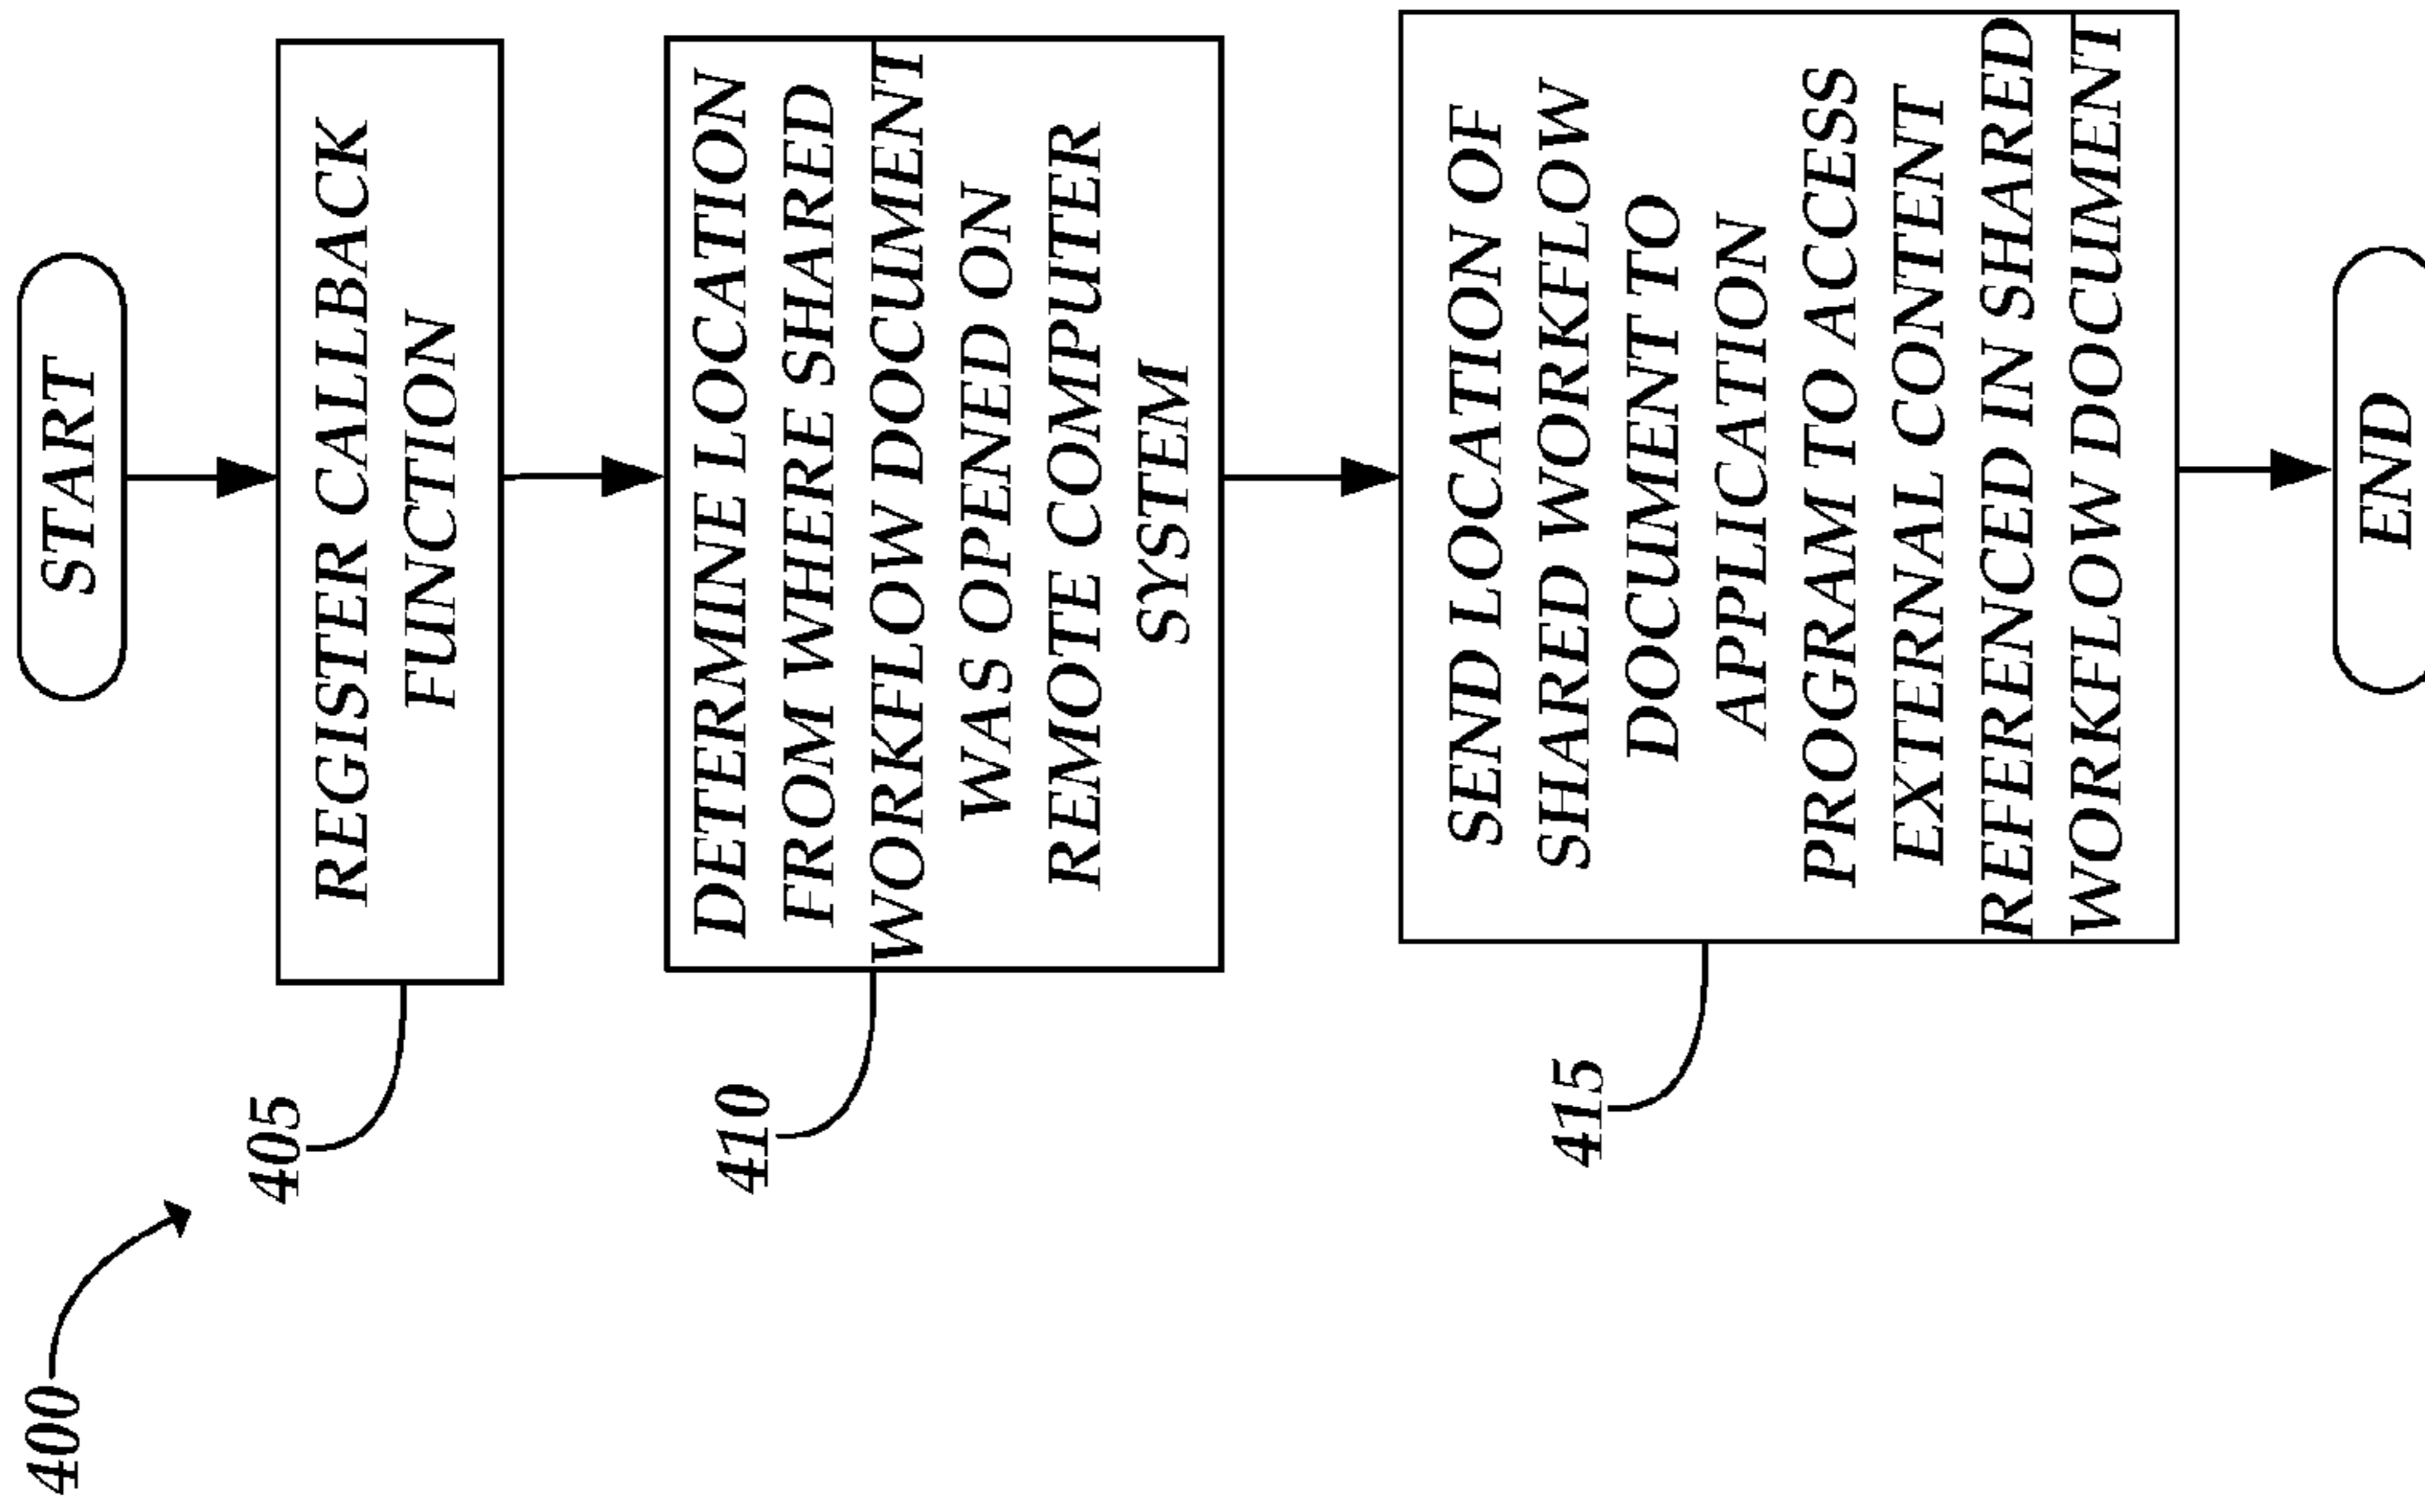 400
START
405
REGISTER CALLBACK
FUNCTION
410
DETERMINE LOCATION
FROM WHERE SHARED
WORKFLOW DOCUMENT
WAS OPENED ON
REMOTE COMPUTER
SYSTEM
415
SEND LOCATION OF
SHARED WORKFLOW
DOCUMENT TO
APPLICATION
PROGRAM TO ACCESS
EXTERNAL CONTENT
REFERENCED IN SHARED
WORKFLOW DOCUMENT
END